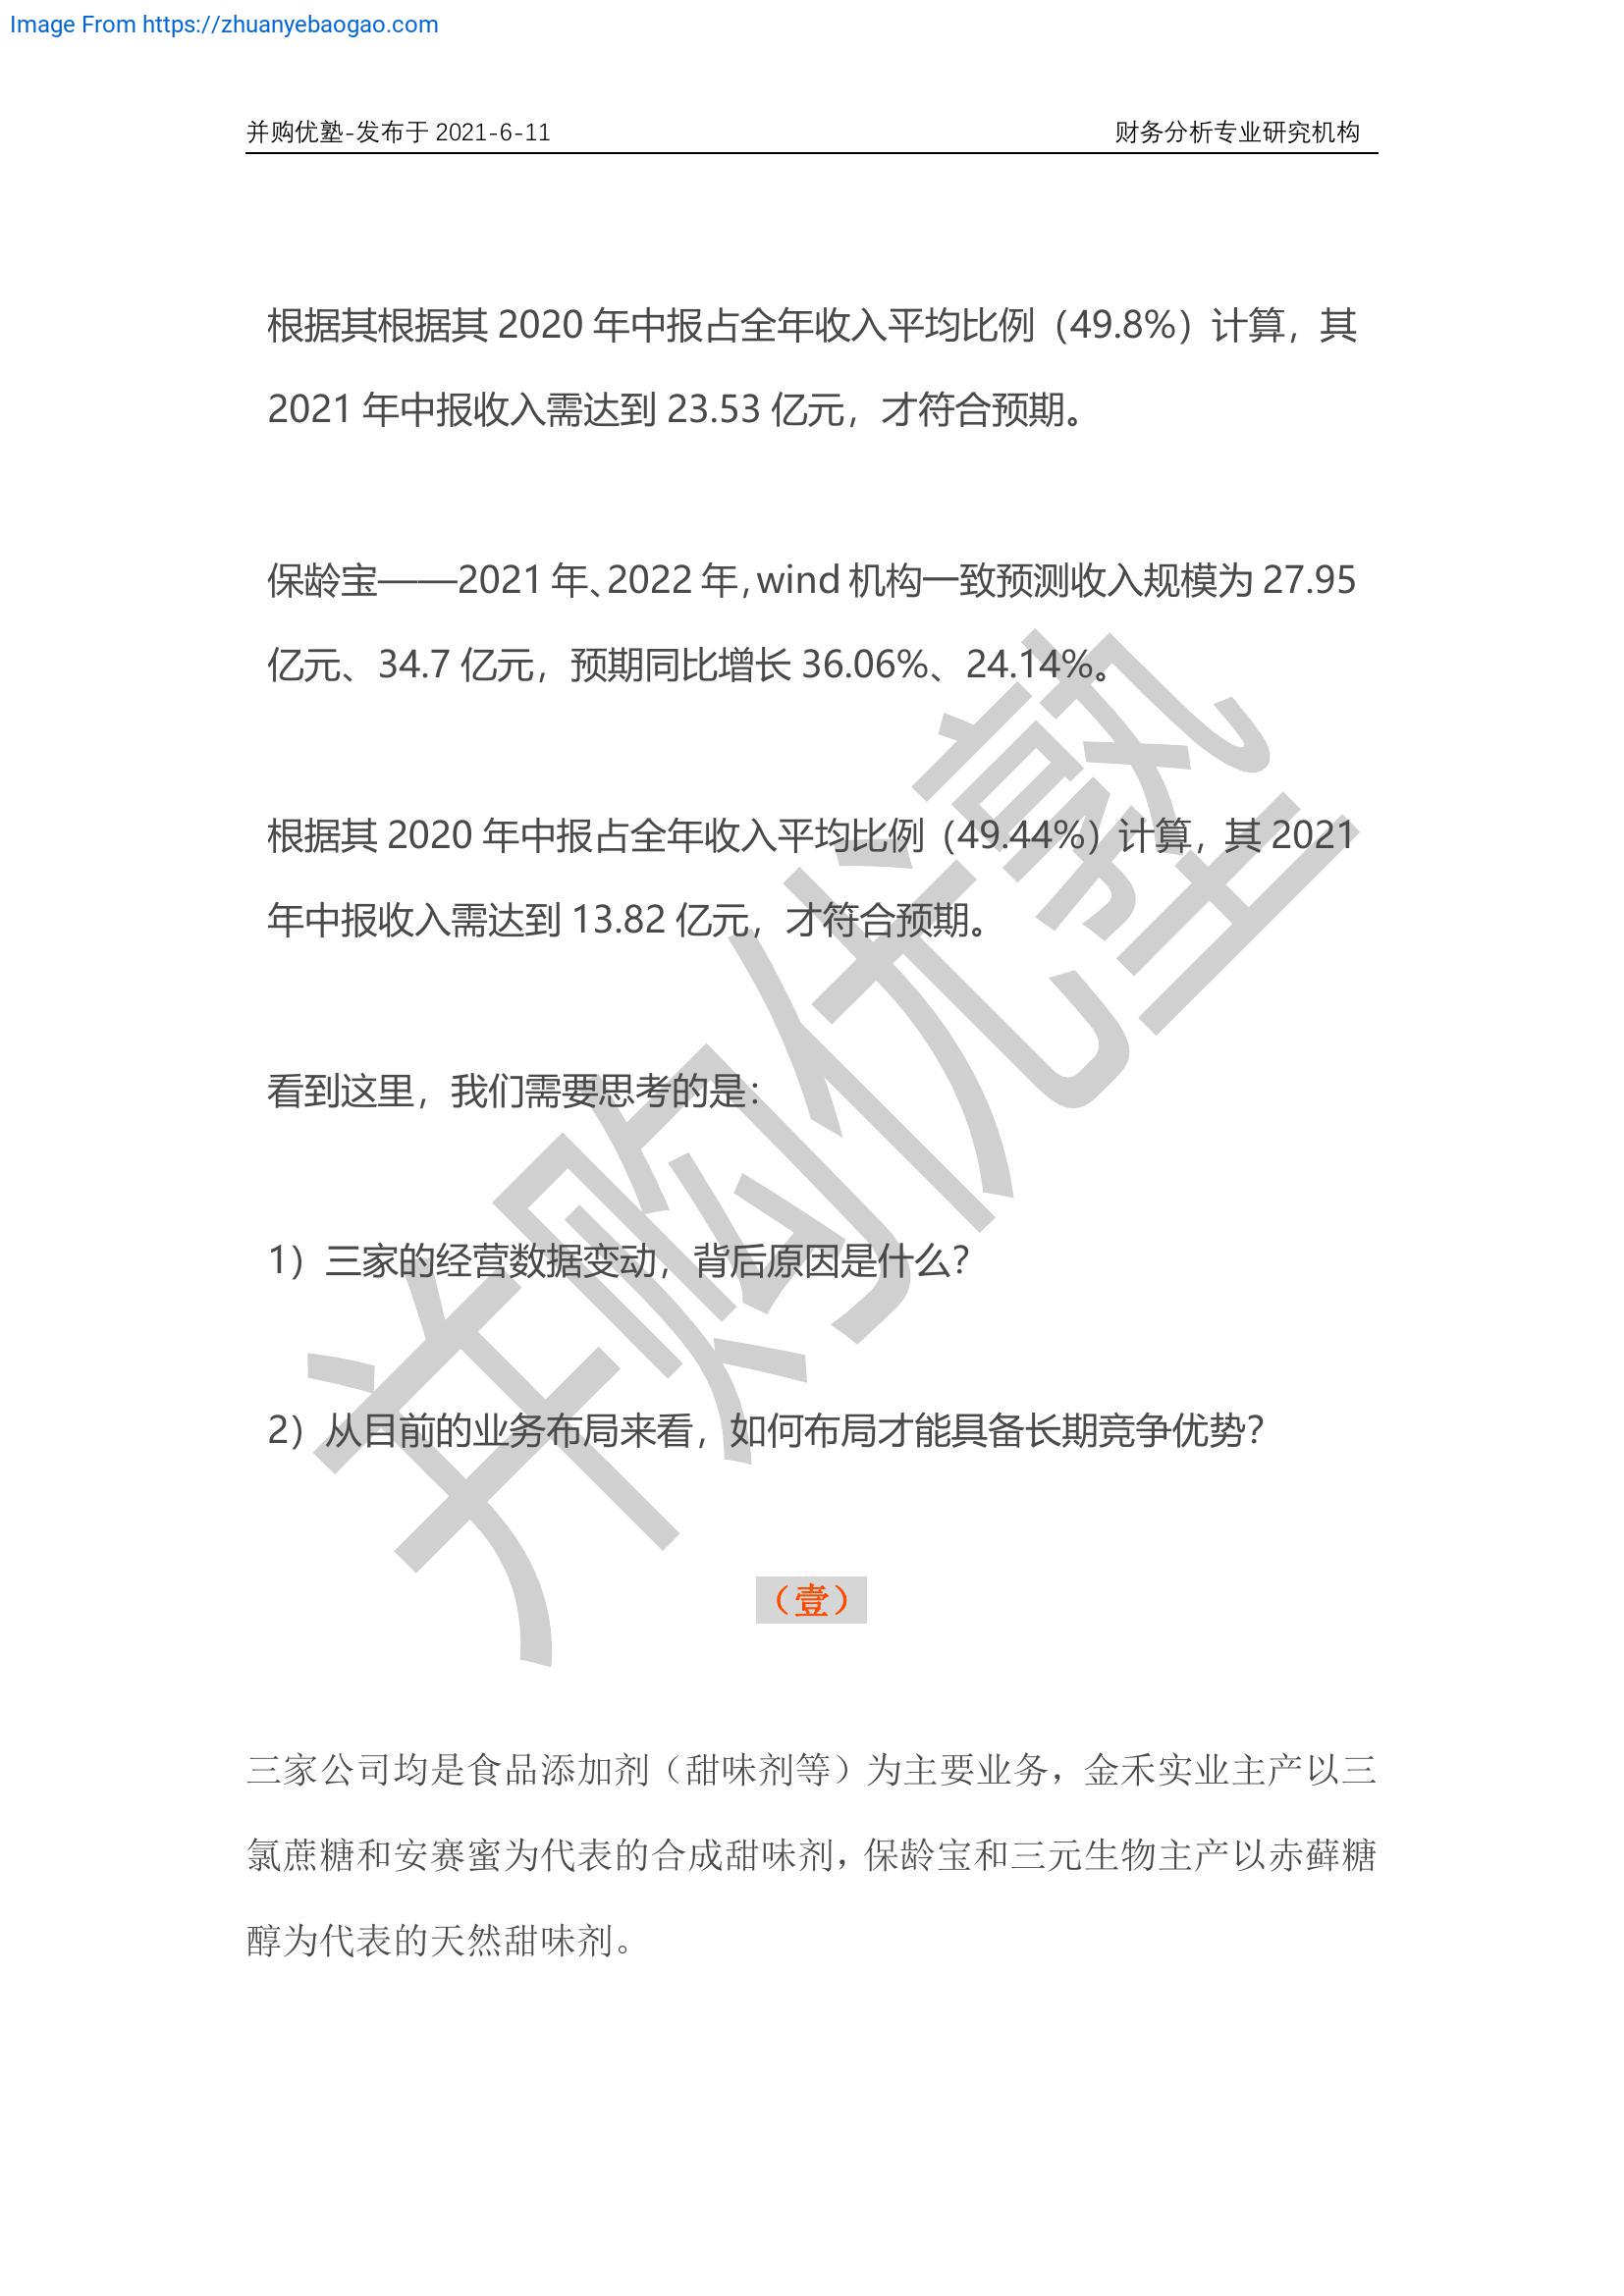 Image From https://zhuanyebaogao.com
并购优塾-发布于 2021-6-11 财务分析专业研究机构
根据其根据其 2020 年中报占全年收入平均比例（49.8%）计算，其
2021 年中报收入需达到 23.53 亿元，才符合预期。
保龄宝——2021 年、2022 年，wind 机构一致预测收入规模为 27.95
亿元、34.7 亿元，预期同比增长 36.06%、24.14%。
根据其 2020 年中报占全年收入平均比例（49.44%）计算，其 2021
年中报收入需达到 13.82 亿元，才符合预期。
看到这里，我们需要思考的是：
1）三家的经营数据变动，背后原因是什么？
2）从目前的业务布局来看，如何布局才能具备长期竞争优势？
（壹）
三家公司均是食品添加剂（甜味剂等）为主要业务，金禾实业主产以三
氯蔗糖和安赛蜜为代表的合成甜味剂，保龄宝和三元生物主产以赤藓糖
醇为代表的天然甜味剂。
并购优塾